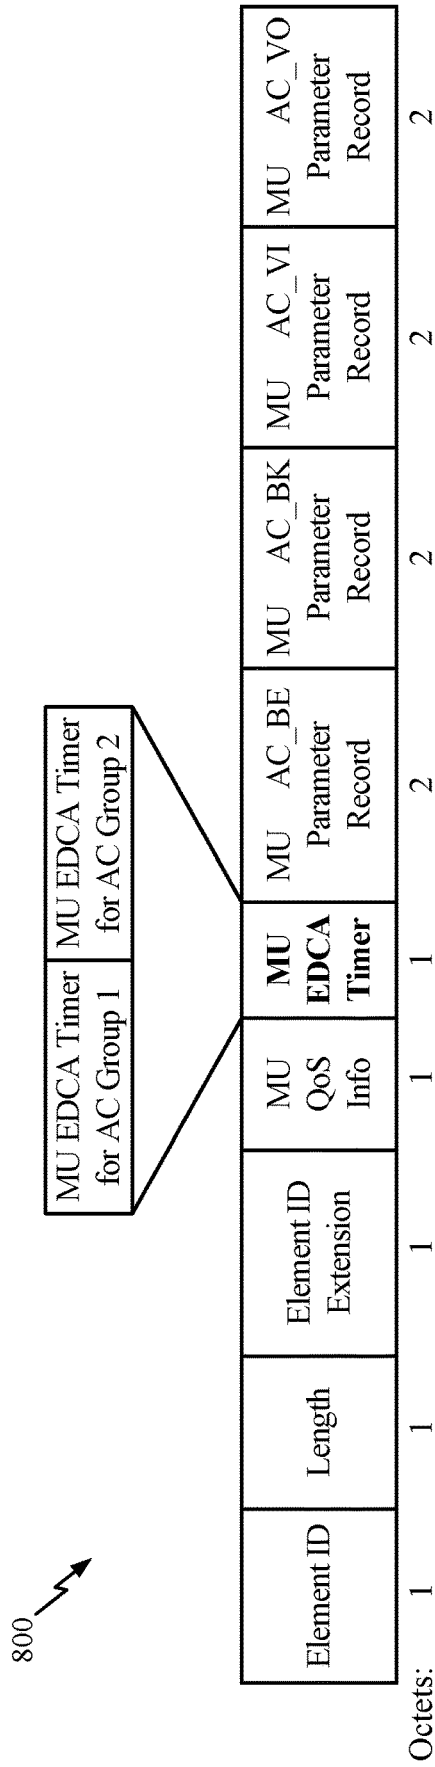 800
MU EDCA Timer
for AC Group 1
MU EDCA Timer
for AC Group 2
Element ID
Length
Element ID
Extension
MU
QoS
Info
MU
EDCA
Timer
MU AC_BE
Parameter
Record
MU AC_BK
Parameter
Record
MU AC_VI
Parameter
Record
MU AC_VO
Parameter
Record
Octets: 1 1 1 1 1 2 2 2 2